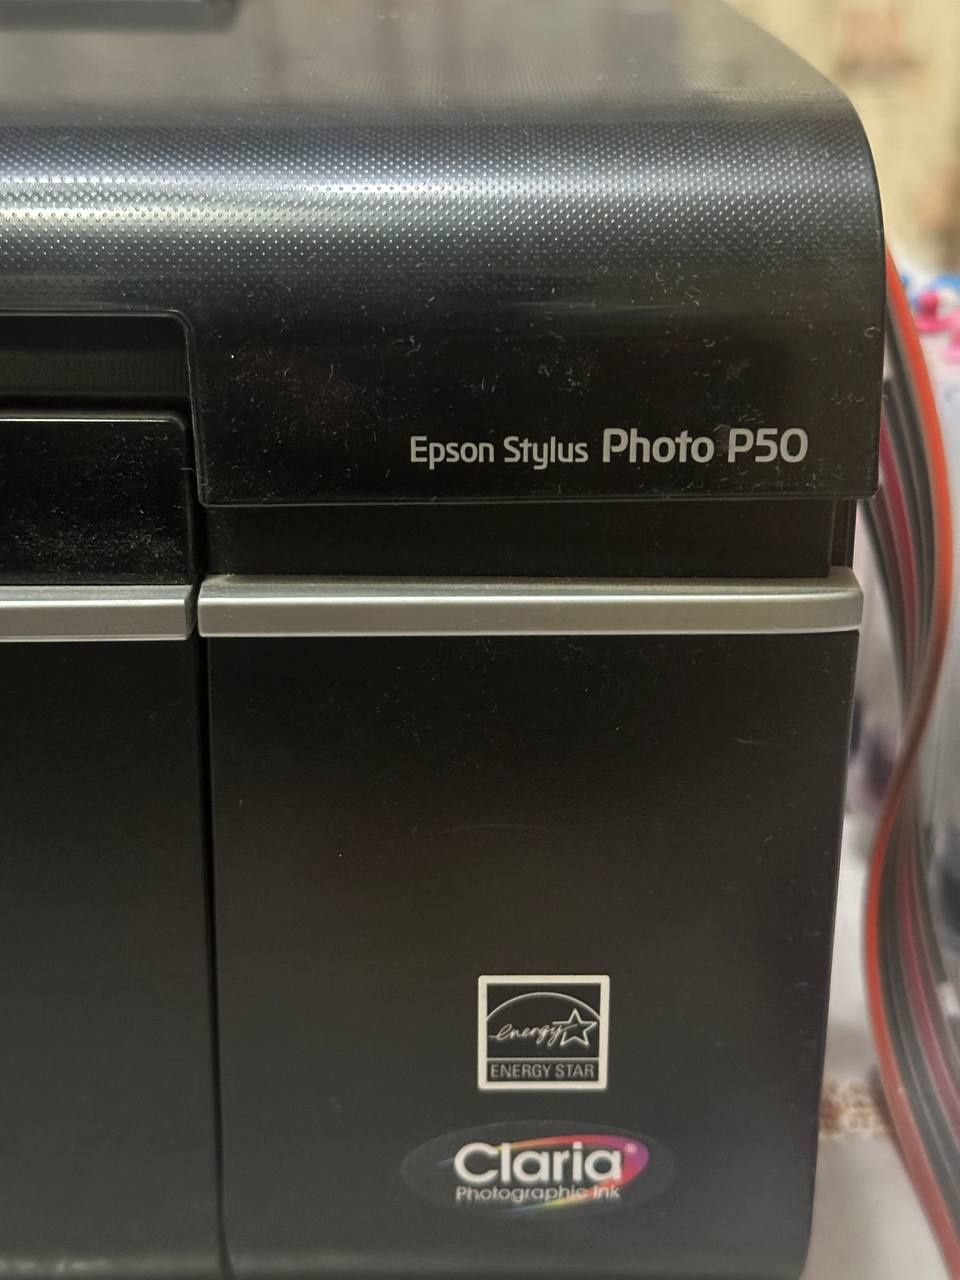 Epson Stylus Photo P50
energy
ENERGY STAR
Claria®
Photographic Ink